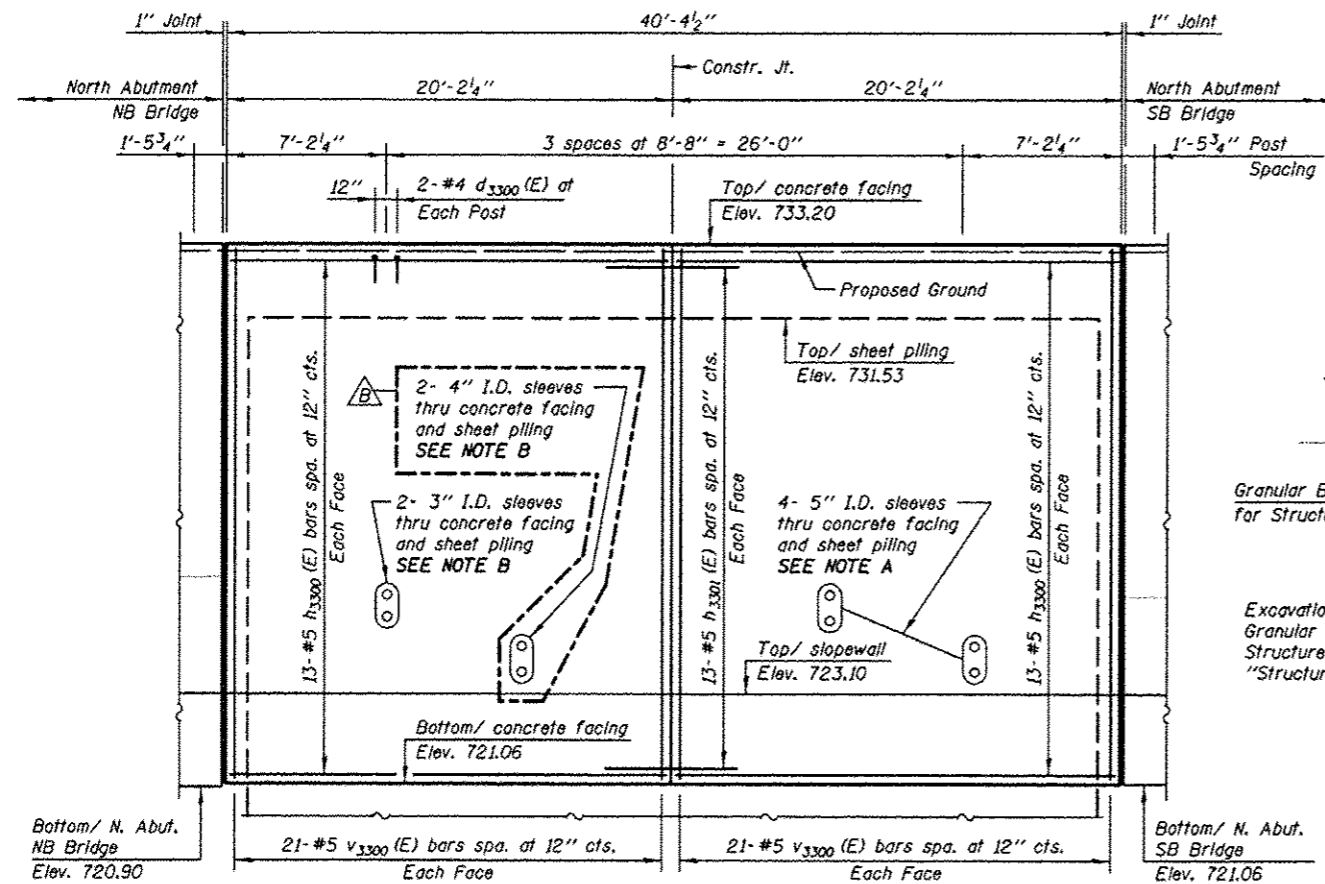 1" Joint
40'-4½"
1" Joint
Constr. Jt.
North Abutment
NB Bridge
20'-2¼"
20'-2¼"
North Abutment
SB Bridge
1'-5¾"
7'-2¼"
3 spaces at 8'-8" = 26'-0"
7'-2¼"
1'-5¾" Post
Spacing
12"
2-#4 d3300(E) at
Each Post
Top/ concrete facing
Elev. 733.20
Proposed Ground
Top/ sheet piling
Elev. 731.53
13-#5 h3300(E) bars spa. at 12" cts.
Each Face
B
2- 4" I.D. sleeves
thru concrete facing
and sheet piling
SEE NOTE B
2- 3" I.D. sleeves
thru concrete facing
and sheet piling
SEE NOTE B
13-#5 h3301(E) bars spa. at 12" cts.
Each Face
4- 5" I.D. sleeves
thru concrete facing
and sheet piling
SEE NOTE A
13-#5 h3300(E) bars spa. at 12" cts.
Each Face
Top/ slopewall
Elev. 723.10
Bottom/ concrete facing
Elev. 721.06
Bottom/ N. Abut.
NB Bridge
Elev. 720.90
21-#5 v3300(E) bars spa. at 12" cts.
Each Face
21-#5 v3300(E) bars spa. at 12" cts.
Each Face
Bottom/ N. Abut.
SB Bridge
Elev. 721.06
Granular
for
Granular
Structure